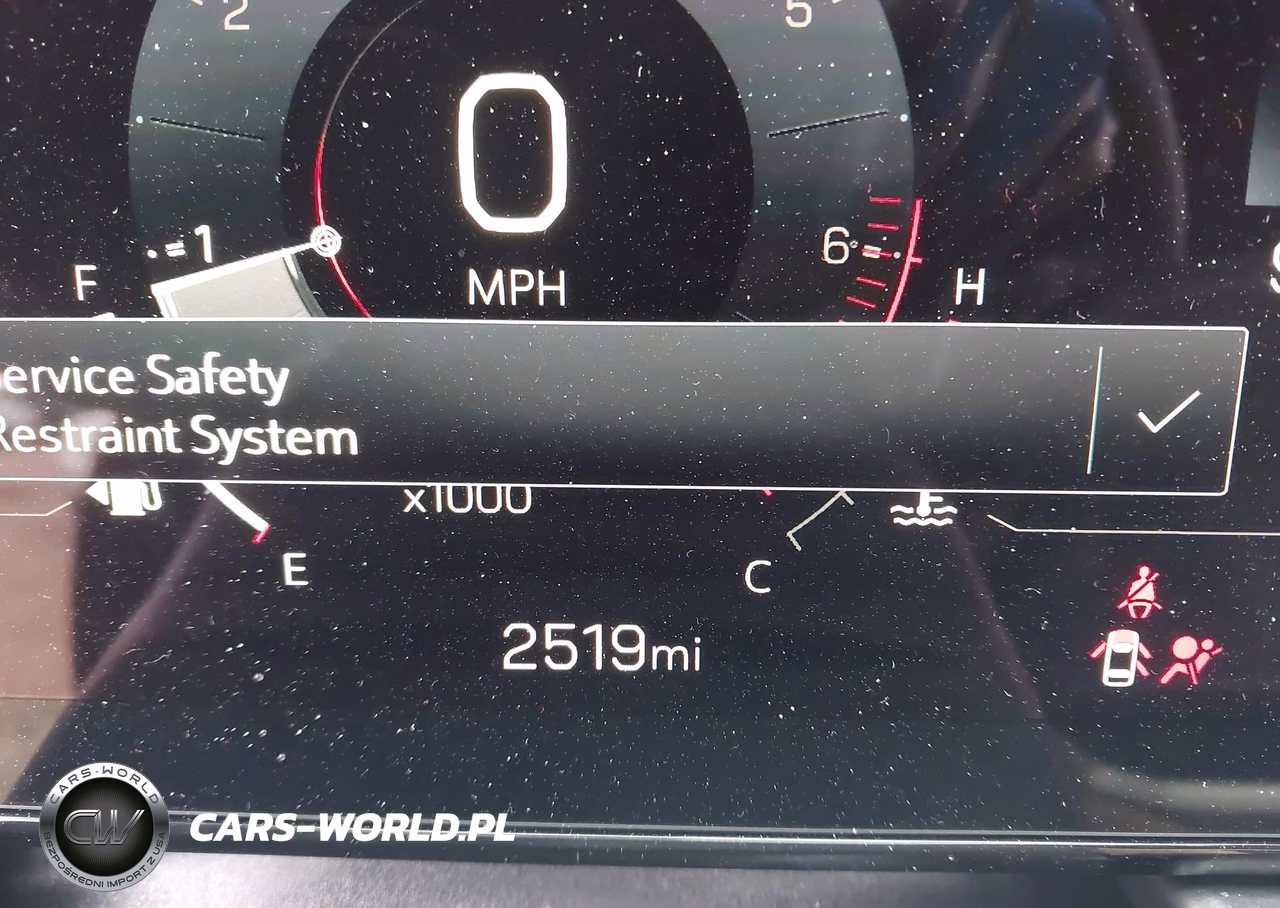 2
5
0
1
6
F
MPH
H
Service Safety
Restraint System
x1000
E
C
2519mi
CARS-WORLD
CW
BEZPOŚREDNI IMPORT Z USA
CARS-WORLD.PL